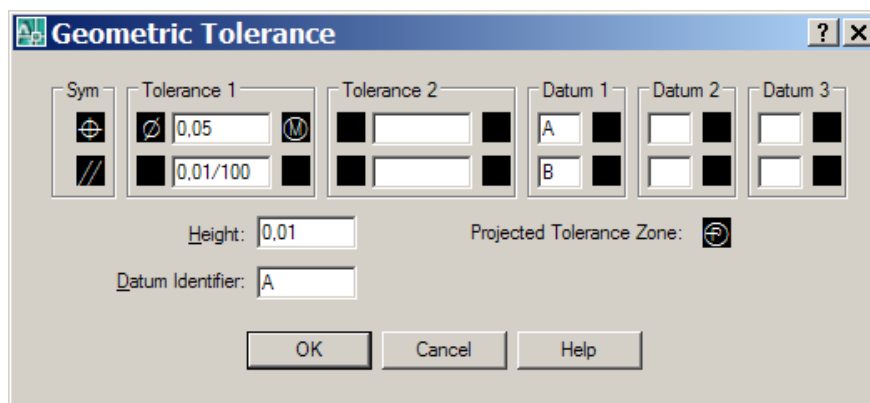 Geometric Tolerance
Sym Tolerance 1 Tolerance 2 Datum 1 Datum 2 Datum 3
⌖ ∅ 0,05 Ⓜ A
// 0,01/100 B
Height: 0,01 Projected Tolerance Zone: Ⓟ
Datum Identifier: A
OK Cancel Help